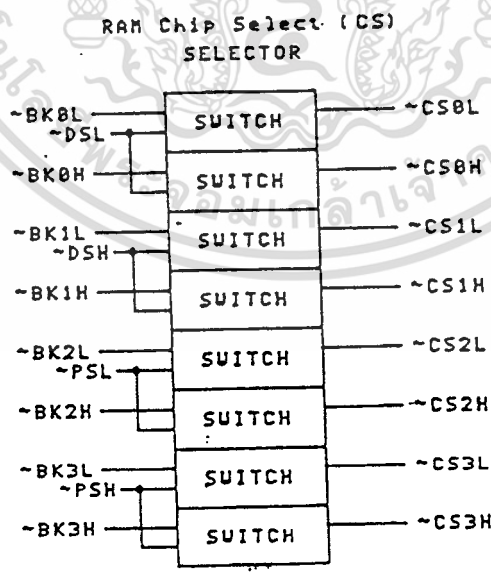 RAM Chip Select (CS)
SELECTOR
~BK0L
~DSL
SWITCH
~CS0L
~BK0H
SWITCH
~CS0H
~BK1L
~DSH
SWITCH
~CS1L
~BK1H
SWITCH
~CS1H
~BK2L
~PSL
SWITCH
~CS2L
~BK2H
SWITCH
~CS2H
~BK3L
~PSH
SWITCH
~CS3L
~BK3H
SWITCH
~CS3H